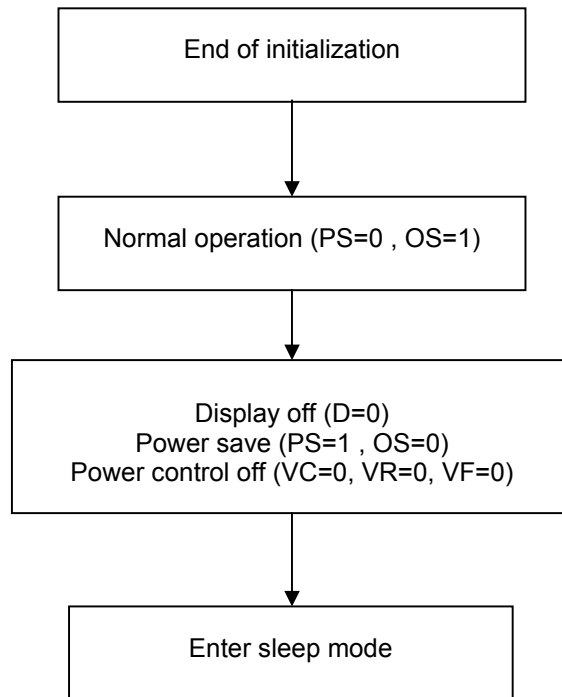 End of initialization
Normal operation (PS=0 , OS=1)
Display off (D=0)
Power save (PS=1 , OS=0)
Power control off (VC=0, VR=0, VF=0)
Enter sleep mode